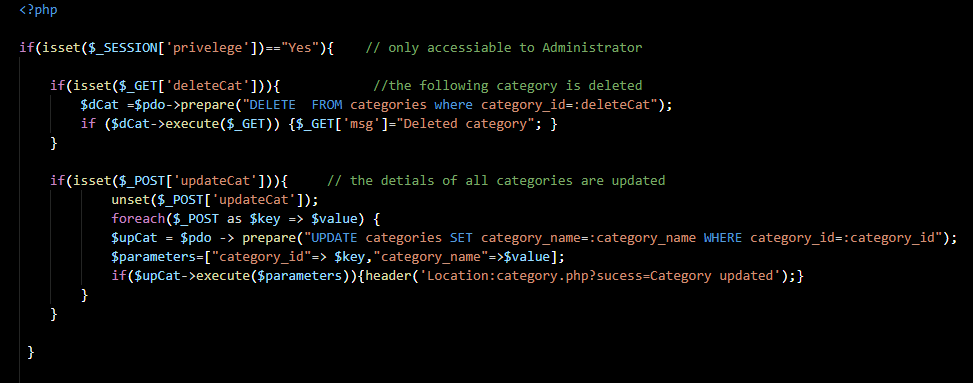 <?php
if(isset($_SESSION['privelege'])=="Yes"){    // only accessiable to Administrator
if(isset($_GET['deleteCat'])){            //the following category is deleted
$dCat =$pdo->prepare("DELETE  FROM categories where category_id=:deleteCat");
if ($dCat->execute($_GET)) {$_GET['msg']="Deleted category"; }
}
if(isset($_POST['updateCat'])){     // the detials of all categories are updated
unset($_POST['updateCat']);
foreach($_POST as $key => $value) {
$upCat = $pdo -> prepare("UPDATE categories SET category_name=:category_name WHERE category_id=:category_id");
$parameters=["category_id"=> $key,"category_name"=>$value];
if($upCat->execute($parameters)){header('Location:category.php?sucess=Category updated');}
}
}
}